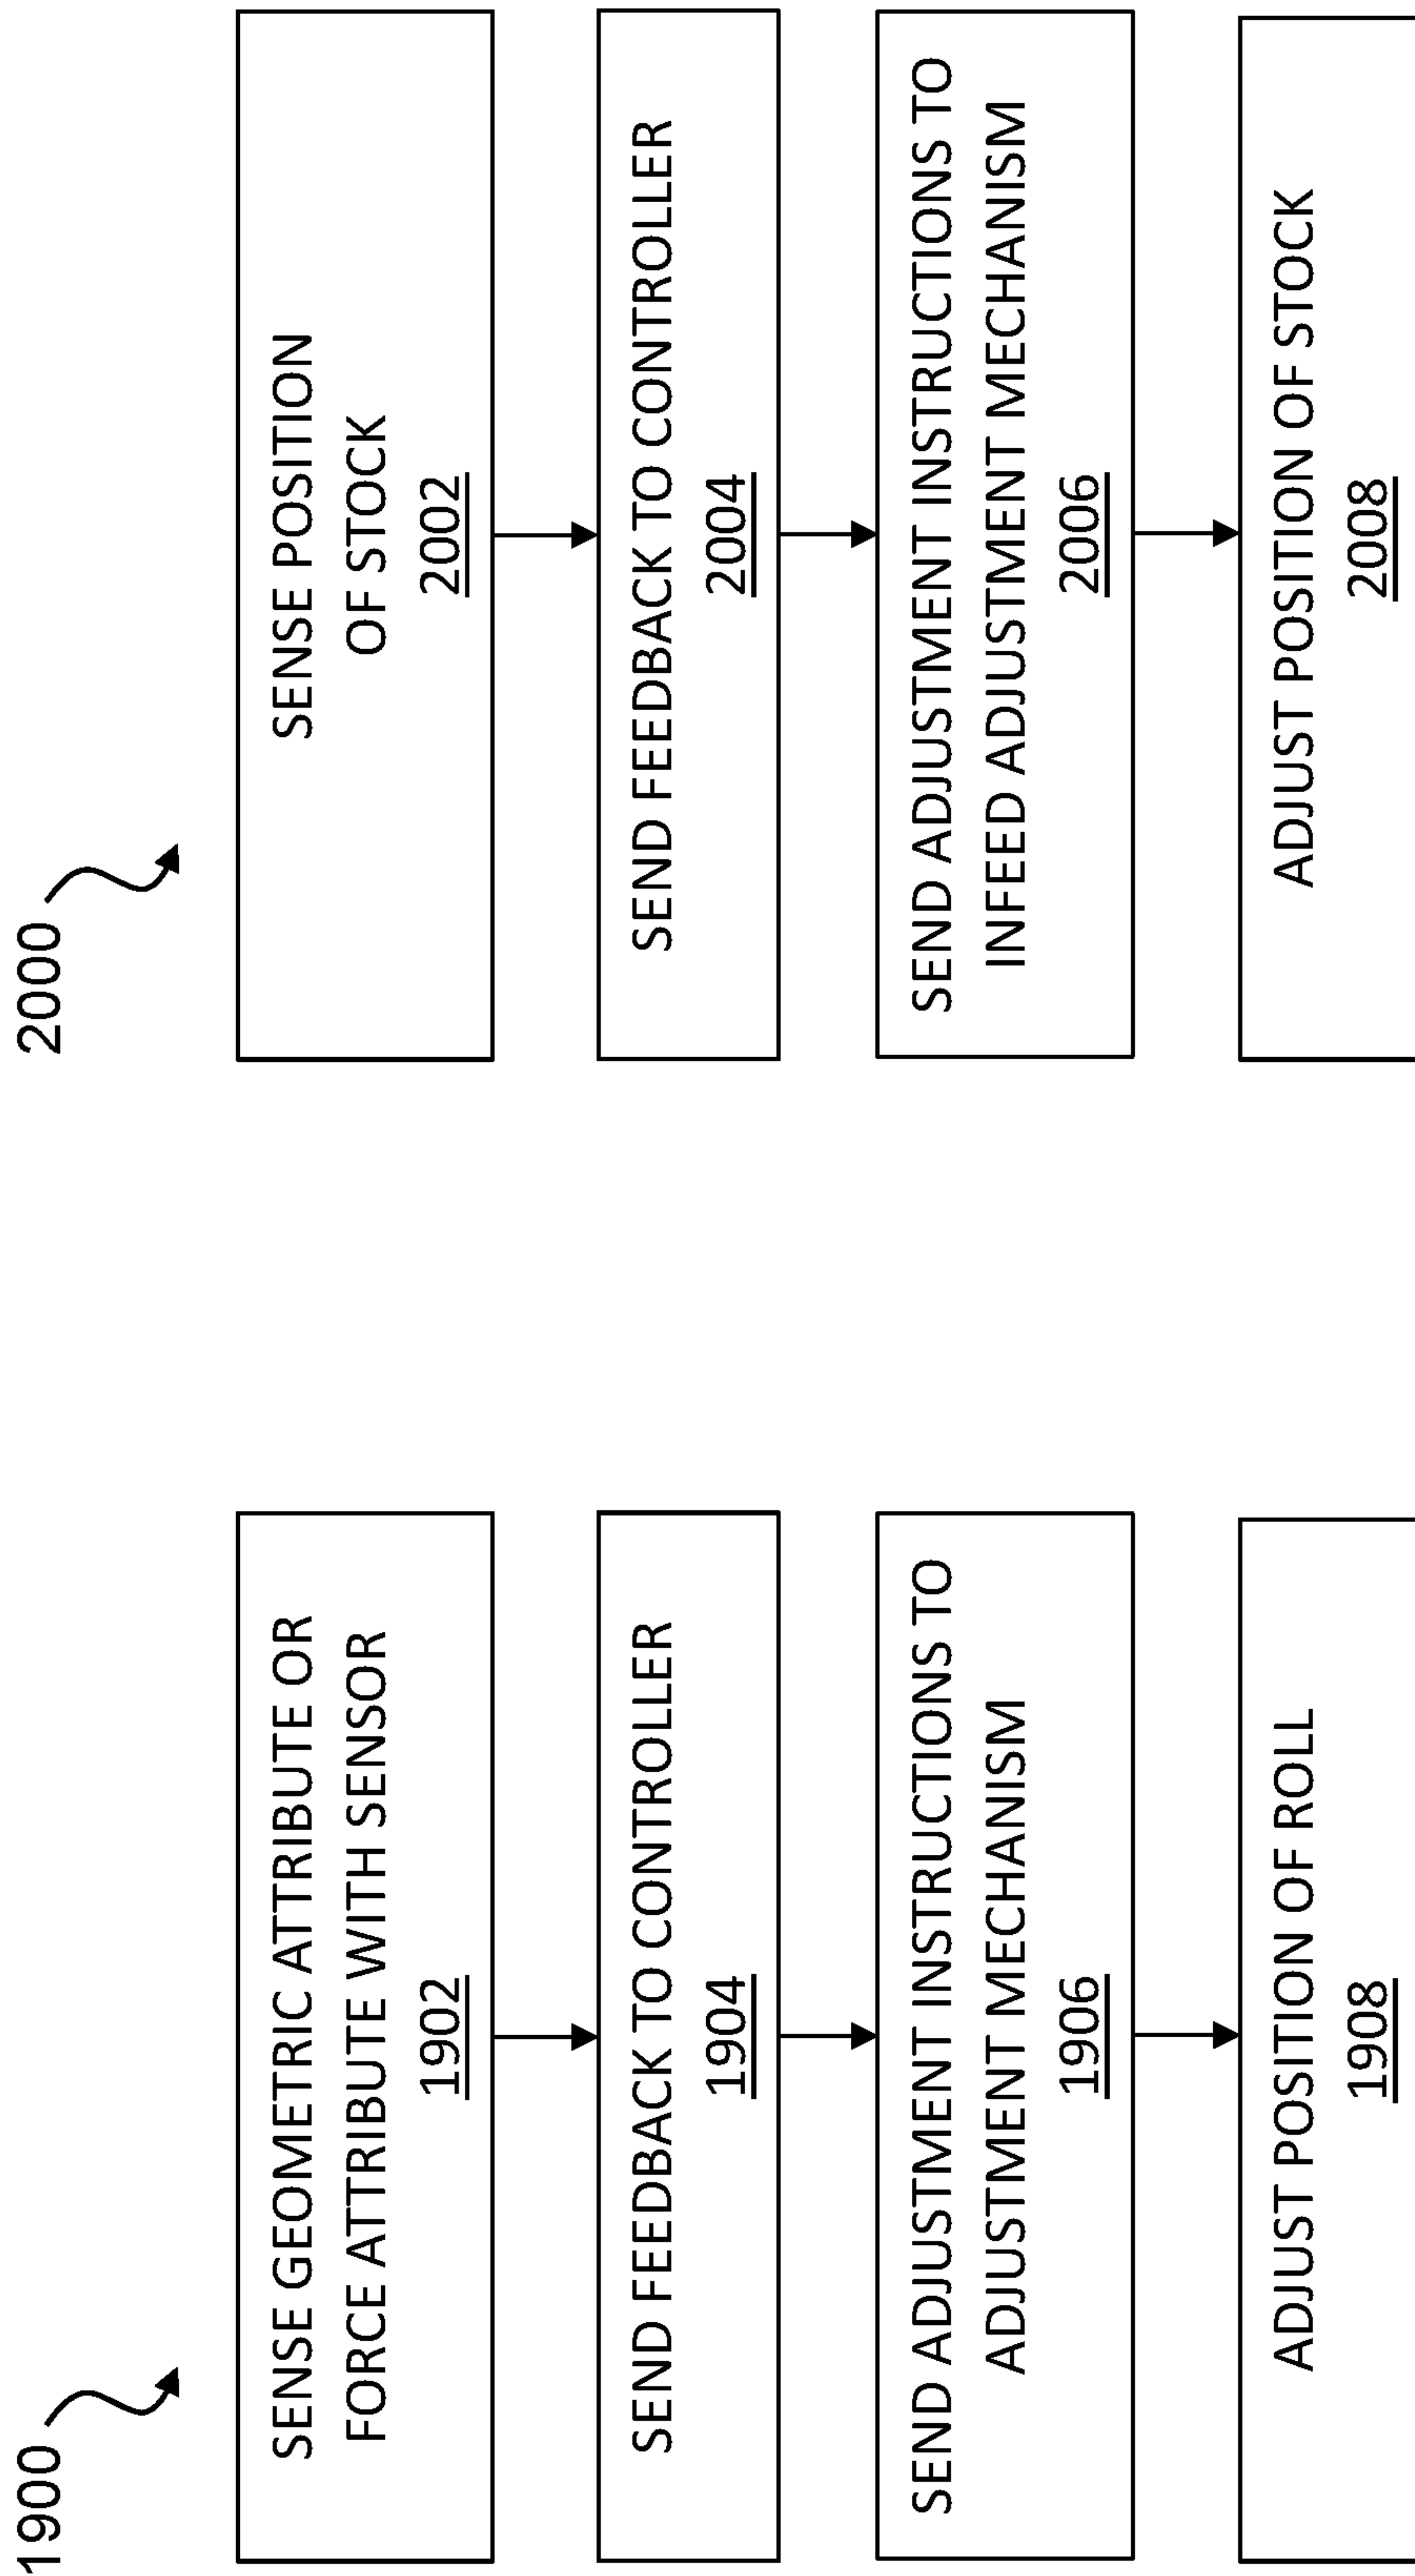 1900
SENSE GEOMETRIC ATTRIBUTE OR
FORCE ATTRIBUTE WITH SENSOR
1902
SEND FEEDBACK TO CONTROLLER
1904
SEND ADJUSTMENT INSTRUCTIONS TO
ADJUSTMENT MECHANISM
1906
ADJUST POSITION OF ROLL
1908
2000
SENSE POSITION
OF STOCK
2002
SEND FEEDBACK TO CONTROLLER
2004
SEND ADJUSTMENT INSTRUCTIONS TO
INFEED ADJUSTMENT MECHANISM
2006
ADJUST POSITION OF STOCK
2008